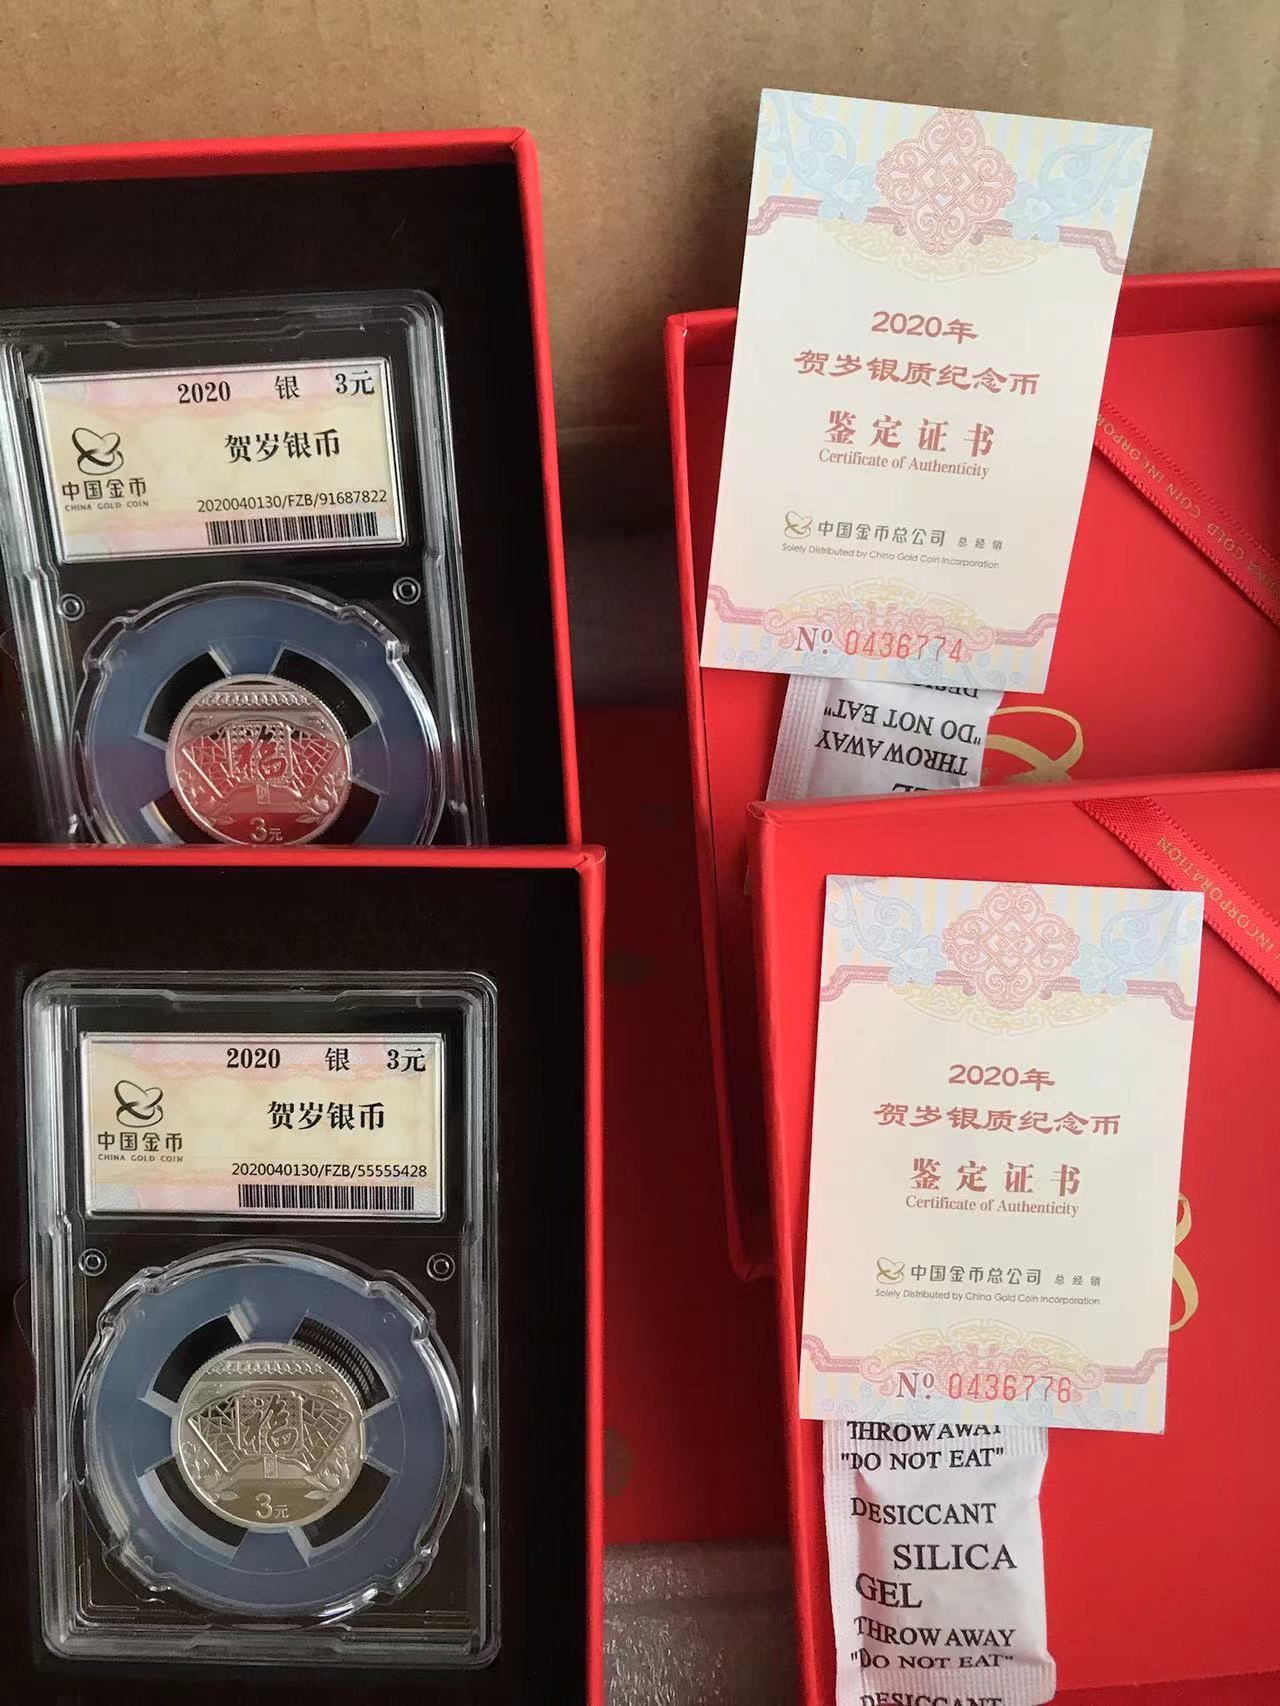 2020 银 3元
贺岁银币
中国金币
CHINA GOLD COIN
2020040130/FZB/91687822
福
3元
2020年
贺岁银质纪念币
鉴定证书
Certificate of Authenticity
中国金币总公司 总经销
Solely Distributed by China Gold Coin Incorporation
Nº 0436774
"DO NOT EAT"
THROW AWAY
CHINA GOLD COIN INCORPOR
2020 银 3元
贺岁银币
中国金币
CHINA GOLD COIN
2020040130/FZB/55555428
福
3元
INCORPORATION
2020年
贺岁银质纪念币
鉴定证书
Certificate of Authenticity
中国金币总公司 总经销
Solely Distributed by China Gold Coin Incorporation
Nº 0436776
THROW AWAY
"DO NOT EAT"
DESICCANT
SILICA
GEL
THROW AWAY
"DO NOT EAT"
DESICCANT